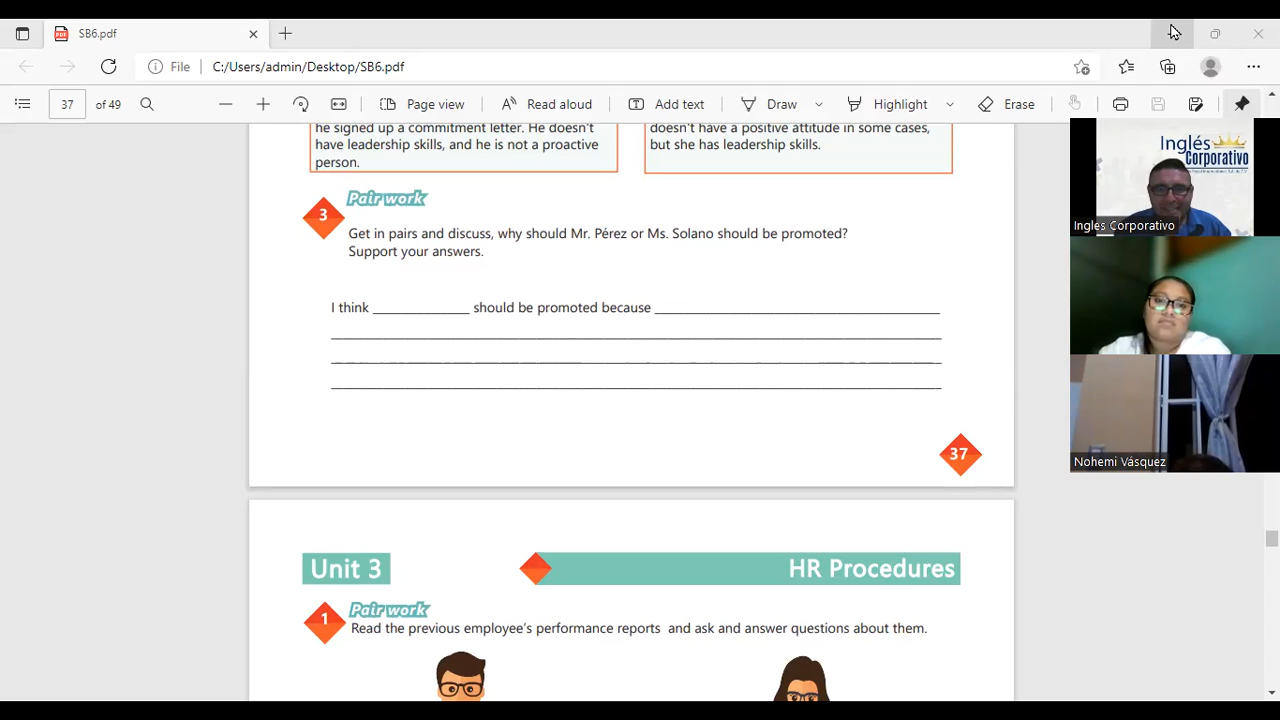 SB6.pdf
File
C:/Users/admin/Desktop/SB6.pdf
37
of 49
Page view
Read aloud
Add text
Draw
Highlight
Erase
he signed up a commitment letter. He doesn't
have leadership skills, and he is not a proactive
person.
doesn't have a positive attitude in some cases,
but she has leadership skills.
3
Pair work
Get in pairs and discuss, why should Mr. Pérez or Ms. Solano should be promoted?
Support your answers.
I think ______________ should be promoted because ______________
37
Unit 3
HR Procedures
1
Pair work
Read the previous employee's performance reports and ask and answer questions about them.
Inglés
Corporativo
Ingles Corporativo
Nohemi Vásquez